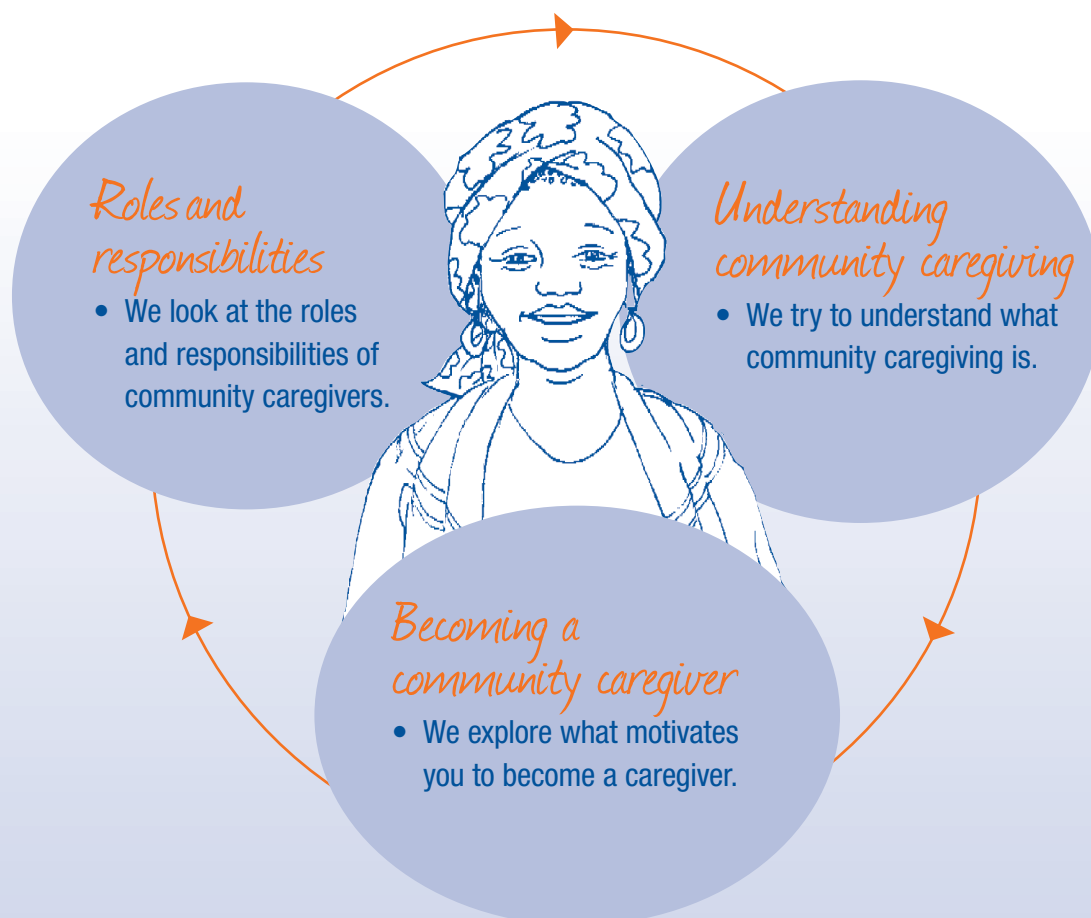 Roles and
responsibilities
• We look at the roles
and responsibilities of
community caregivers.
Understanding
community caregiving
• We try to understand what
community caregiving is.
Becoming a
community caregiver
• We explore what motivates
you to become a caregiver.